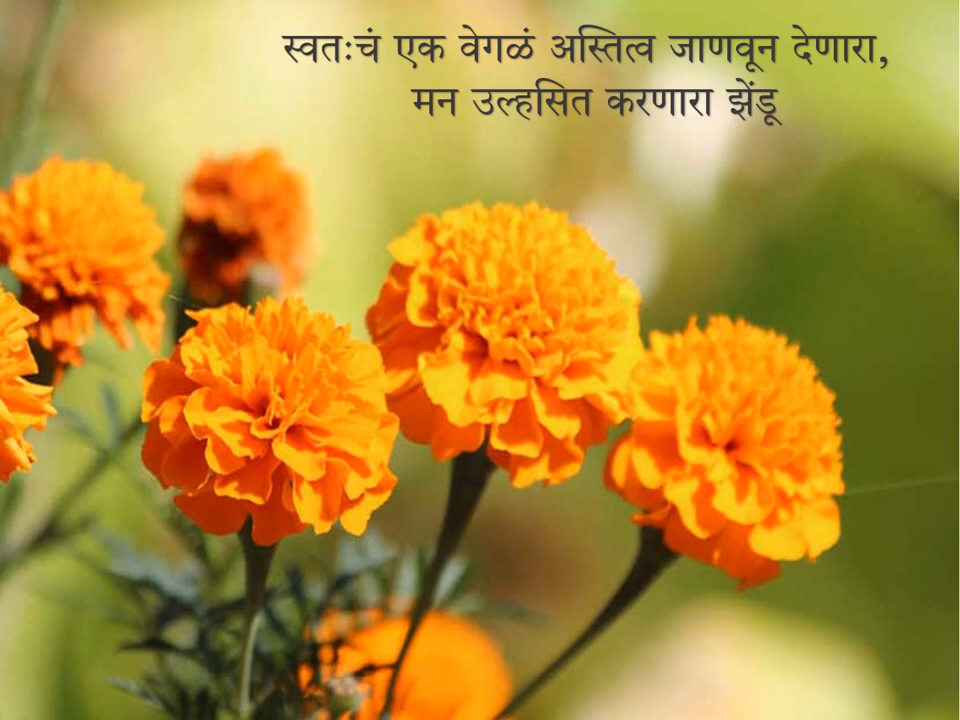 स्वतःचं एक वेगळं अस्तित्व जाणवून देणारा,
मन उल्हसित करणारा झेंडू